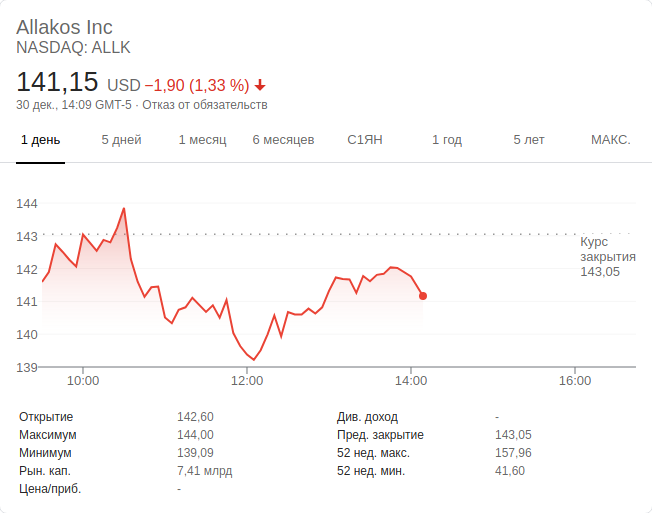 Allakos Inc
NASDAQ: ALLK
141,15 USD −1,90 (1,33 %)
30 дек., 14:09 GMT-5 · Отказ от обязательств
1 день 5 дней 1 месяц 6 месяцев С1ЯН 1 год 5 лет МАКС.
144
143
142
141
140
139
Курс
закрытия
143,05
10:00 12:00 14:00 16:00
Открытие 142,60 Див. доход -
Максимум 144,00 Пред. закрытие 143,05
Минимум 139,09 52 нед. макс. 157,96
Рын. кап. 7,41 млрд 52 нед. мин. 41,60
Цена/приб. -